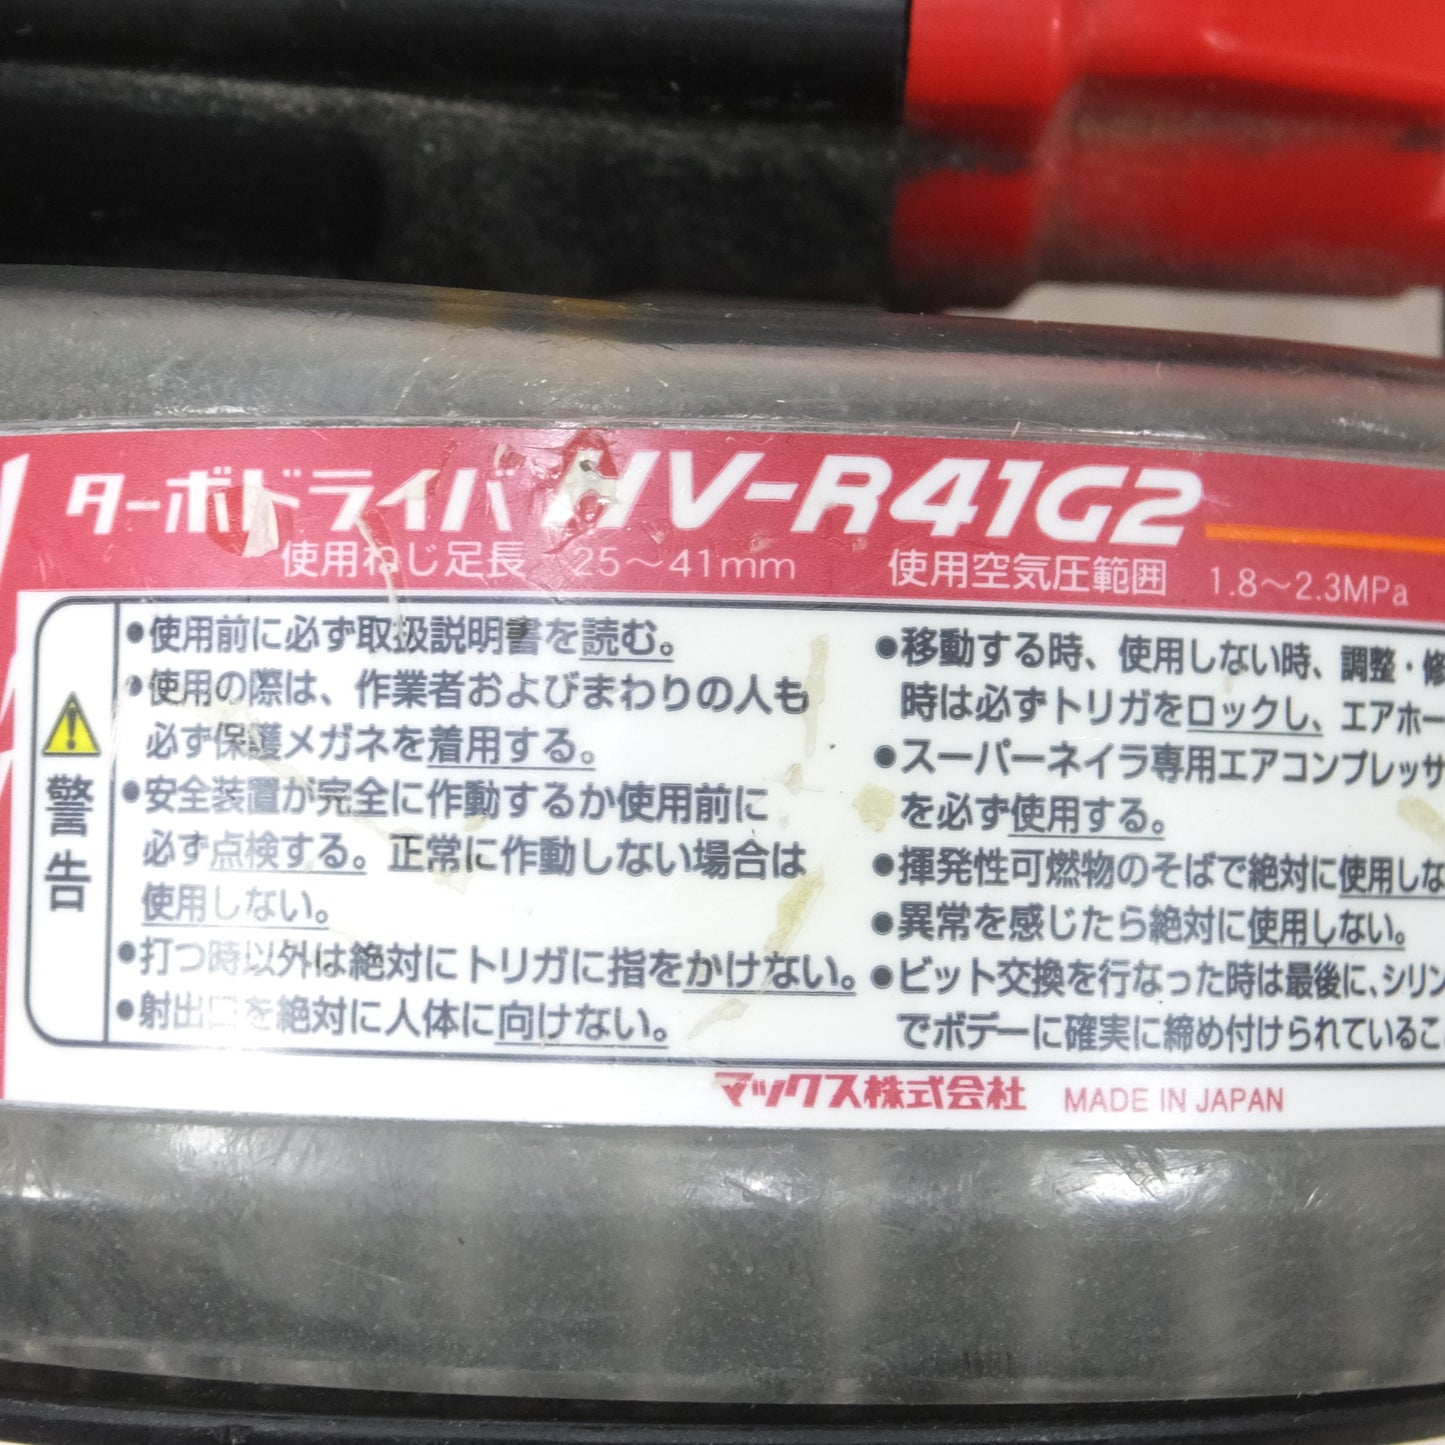 ターボドライバ HV-R41G2
使用ねじ足長 25～41mm 使用空気圧範囲 1.8～2.3MPa
警告
●使用前に必ず取扱説明書を読む。
●使用の際は、作業者およびまわりの人も
必ず保護メガネを着用する。
●安全装置が完全に作動するか使用前に
必ず点検する。正常に作動しない場合は
使用しない。
●打つ時以外は絶対にトリガに指をかけない。
●射出口を絶対に人体に向けない。
●移動する時、使用しない時、調整・修
時は必ずトリガをロックし、エアホー
●スーパーネイラ専用エアコンプレッサ
を必ず使用する。
●揮発性可燃物のそばで絶対に使用しな
●異常を感じたら絶対に使用しない。
●ビット交換を行なった時は最後に、シリン
でボデーに確実に締め付けられているこ
マックス株式会社 MADE IN JAPAN